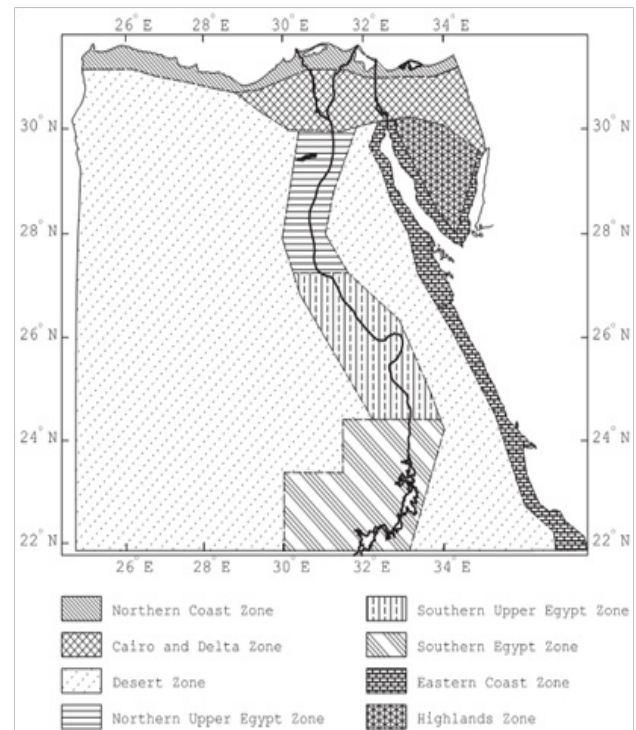 26° E 28° E 30° E 32° E 34° E
30° N 30° N
28° N 28° N
26° N 26° N
24° N 24° N
22° N 22° N
26° E 28° E 30° E 32° E 34° E
Northern Coast Zone
Cairo and Delta Zone
Desert Zone
Northern Upper Egypt Zone
Southern Upper Egypt Zone
Southern Egypt Zone
Eastern Coast Zone
Highlands Zone